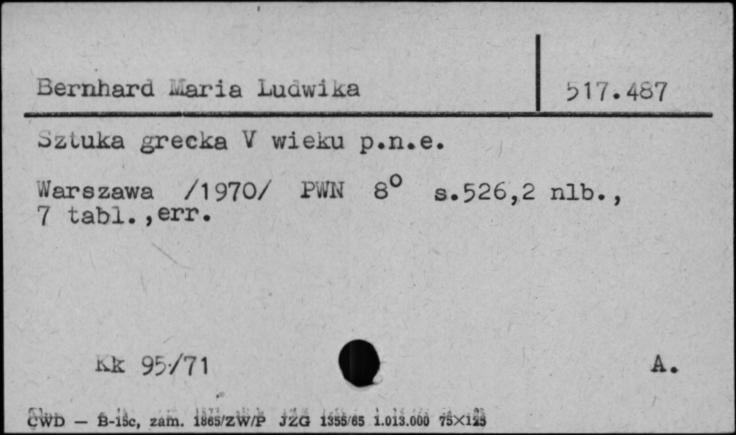 Bernhard Maria Ludwika 517.487
Sztuka grecka V wieku p.n.e.
Warszawa /1970/ PWN 8° s.526,2 nlb.,
7 tabl.,err.
Kk 95/71 A.
CWD — B-15c, zam. 1865/ZW/P JZG 1355/65 1.013.000 75×125